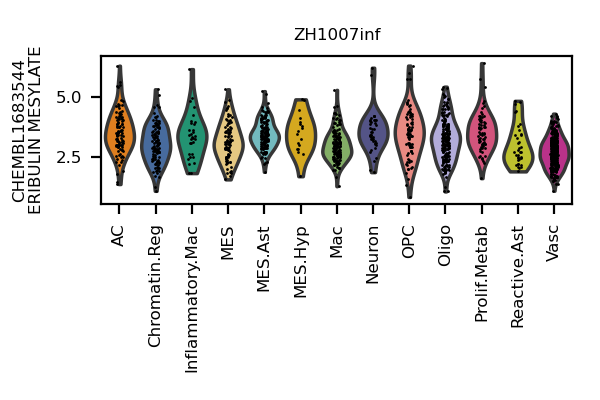 ZH1007inf
CHEMBL1683544
ERIBULIN MESYLATE
5.0
2.5
AC
Chromatin.Reg
Inflammatory.Mac
MES
MES.Ast
MES.Hyp
Mac
Neuron
OPC
Oligo
Prolif.Metab
Reactive.Ast
Vasc